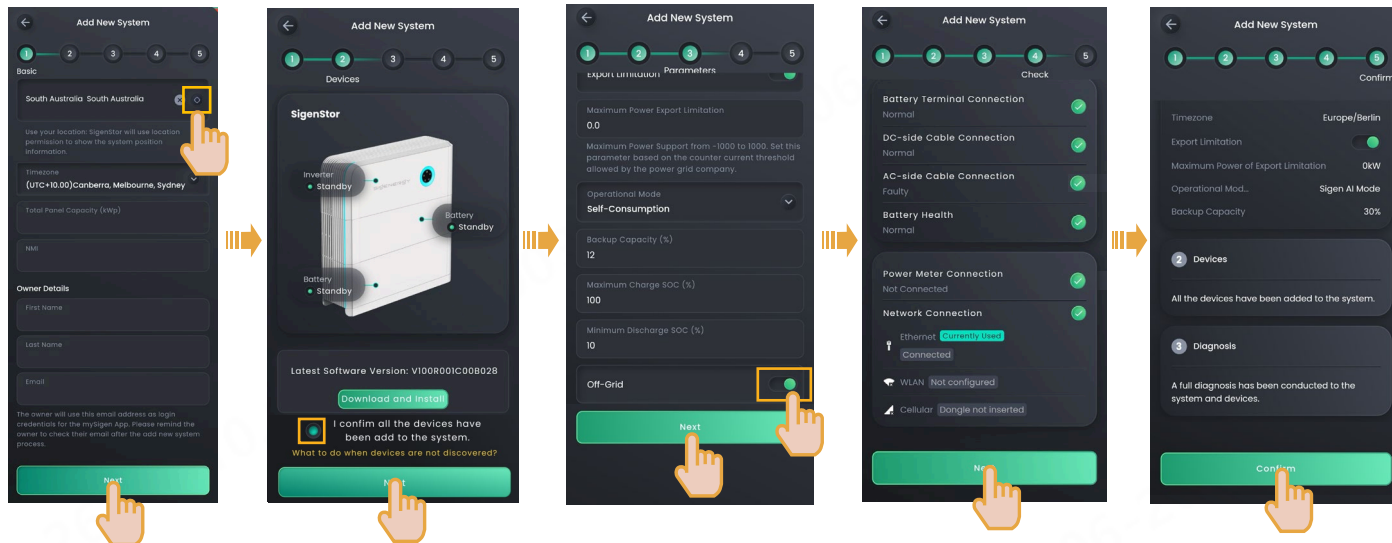 Add New System
1 2 3 4 5
Basic
South Australia South Australia
Use your location: SigenStor will use location
permission to show the system position
information.
Timezone
(UTC+10.00)Canberra, Melbourne, Sydney
Total Panel Capacity (kWp)
NMI
Owner Details
First Name
Last Name
Email
The owner will use this email address as login
credentials for the mySigen App. Please remind the
owner to check their email after the add new system
process.
Next
Add New System
1 2 3 4 5
Devices
SigenStor
Inverter
Standby
Battery
Standby
Battery
Standby
Latest Software Version: V100R001C00B028
Download and Install
I confim all the devices have
been add to the system.
What to do when devices are not discovered?
Next
Add New System
1 2 3 4 5
Parameters
Export Limitation
Maximum Power Export Limitation
0.0
Maximum Power Support from -1000 to 1000. Set this
parameter based on the counter current threshold
allowed by the power grid company.
Operational Mode
Self-Consumption
Backup Capacity (%)
12
Maximum Charge SOC (%)
100
Minimum Discharge SOC (%)
10
Off-Grid
Next
Add New System
1 2 3 4 5
Check
Battery Terminal Connection
Normal
DC-side Cable Connection
Normal
AC-side Cable Connection
Faulty
Battery Health
Normal
Power Meter Connection
Not Connected
Network Connection
Ethernet Currently Used
Connected
WLAN Not configured
Cellular Dongle not inserted
Next
Add New System
1 2 3 4 5
Confirm
Timezone Europe/Berlin
Export Limitation
Maximum Power of Export Limitation 0kW
Operational Mod... Sigen AI Mode
Backup Capacity 30%
2 Devices
All the devices have been added to the system.
3 Diagnosis
A full diagnosis has been conducted to the
system and devices.
Confirm